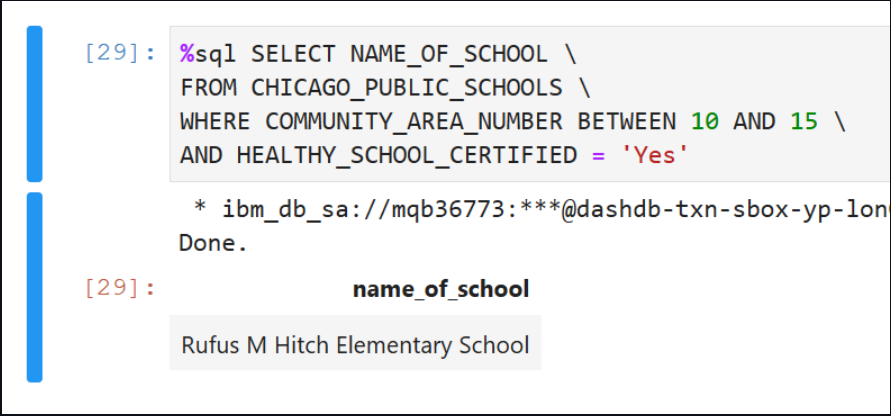 [29]: %sql SELECT NAME_OF_SCHOOL \
FROM CHICAGO_PUBLIC_SCHOOLS \
WHERE COMMUNITY_AREA_NUMBER BETWEEN 10 AND 15 \
AND HEALTHY_SCHOOL_CERTIFIED = 'Yes'
* ibm_db_sa://mqb36773:***@dashdb-txn-sbox-yp-lon
Done.
[29]: name_of_school
Rufus M Hitch Elementary School